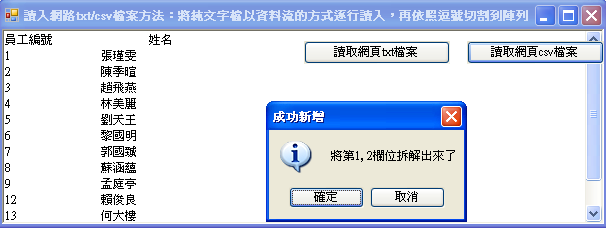 讀入網路txt/csv檔案方法：將純文字檔以資料流的方式逐行讀入，再依照逗號切割到陣列
員工編號 姓名
讀取網頁txt檔案 讀取網頁csv檔案
1 張瑾雯
2 陳季暄
3 趙飛燕
4 林美麗
5 劉天王
6 黎國明
7 郭國瑊
8 蘇涵蘊
9 孟庭亭
12 賴俊良
13 何大樓
成功新增
將第1,2欄位拆解出來了
確定 取消